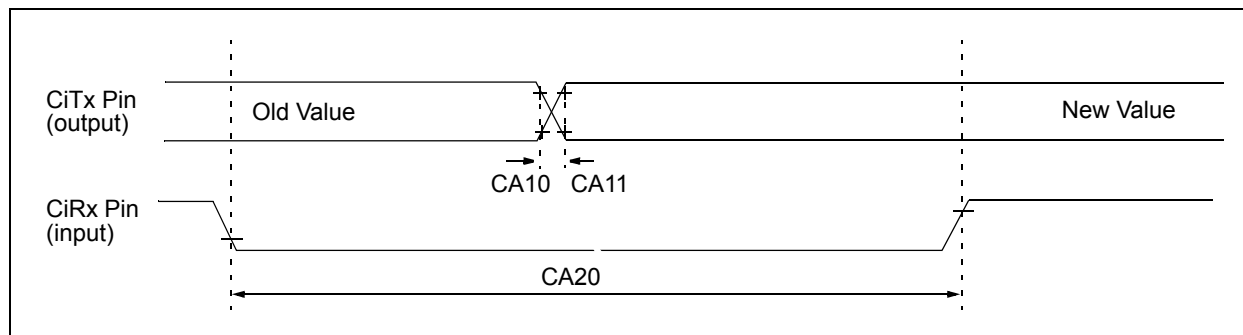 CiTx Pin
(output)
Old Value
New Value
CA10 CA11
CiRx Pin
(input)
CA20